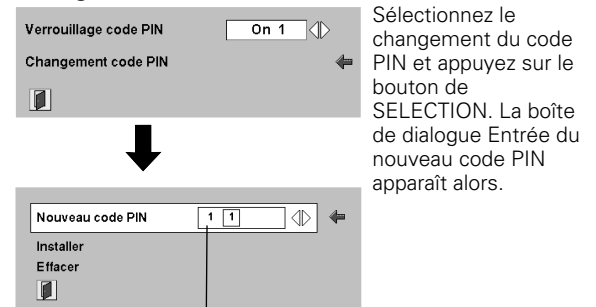 Verrouillage code PIN On 1
Changement code PIN
Nouveau code PIN 1 1
Installer
Effacer
Sélectionnez le
changement du code
PIN et appuyez sur le
bouton de
SELECTION. La boîte
de dialogue Entrée du
nouveau code PIN
apparaît alors.